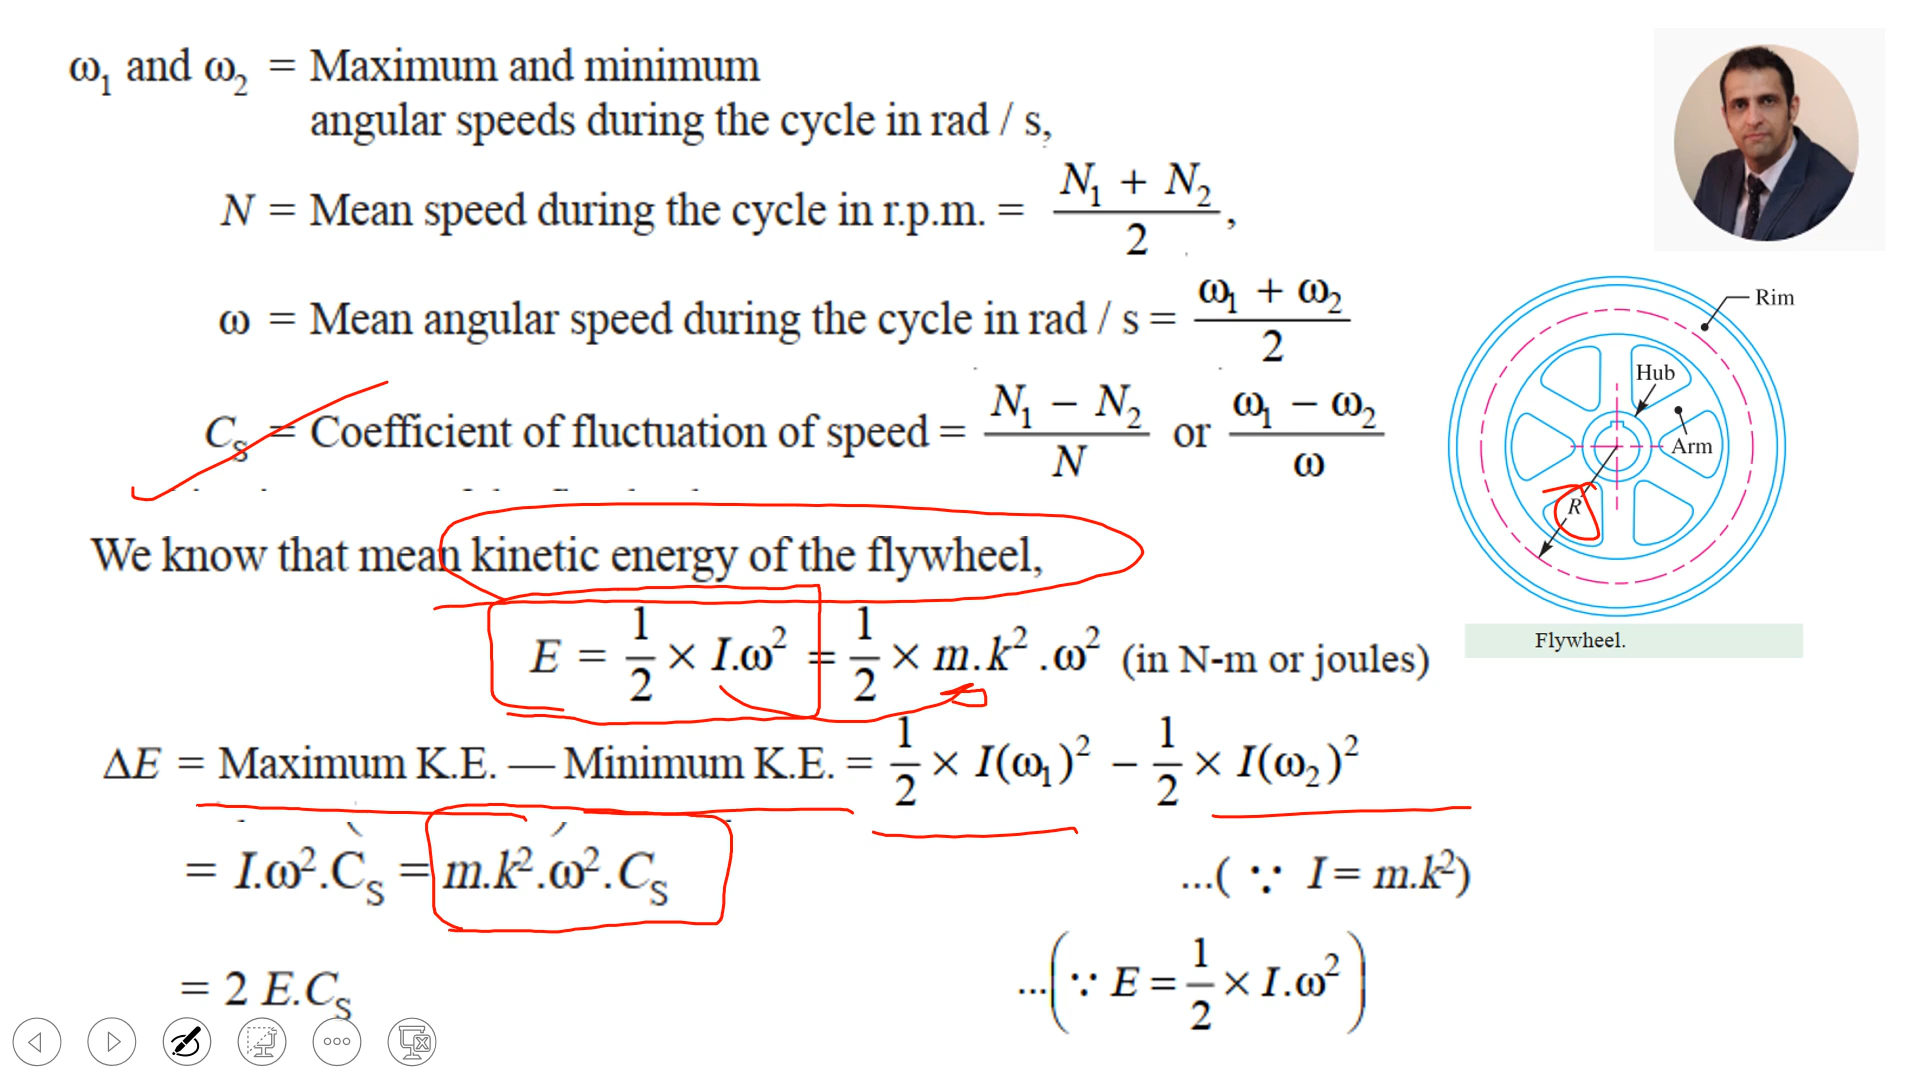 ω₁ and ω₂ = Maximum and minimum
angular speeds during the cycle in rad / s,
N = Mean speed during the cycle in r.p.m. = (N₁ + N₂)/2,
ω = Mean angular speed during the cycle in rad / s = (ω₁ + ω₂)/2
C_S = Coefficient of fluctuation of speed = (N₁ − N₂)/N or (ω₁ − ω₂)/ω
We know that mean kinetic energy of the flywheel,
E = 1/2 × I.ω² = 1/2 × m.k².ω² (in N-m or joules)
ΔE = Maximum K.E. — Minimum K.E. = 1/2 × I(ω₁)² − 1/2 × I(ω₂)²
= I.ω².C_S = m.k².ω².C_S ...(∵ I = m.k²)
= 2 E.C_S ...(∵ E = 1/2 × I.ω²)
Rim
Hub
Arm
R
Flywheel.